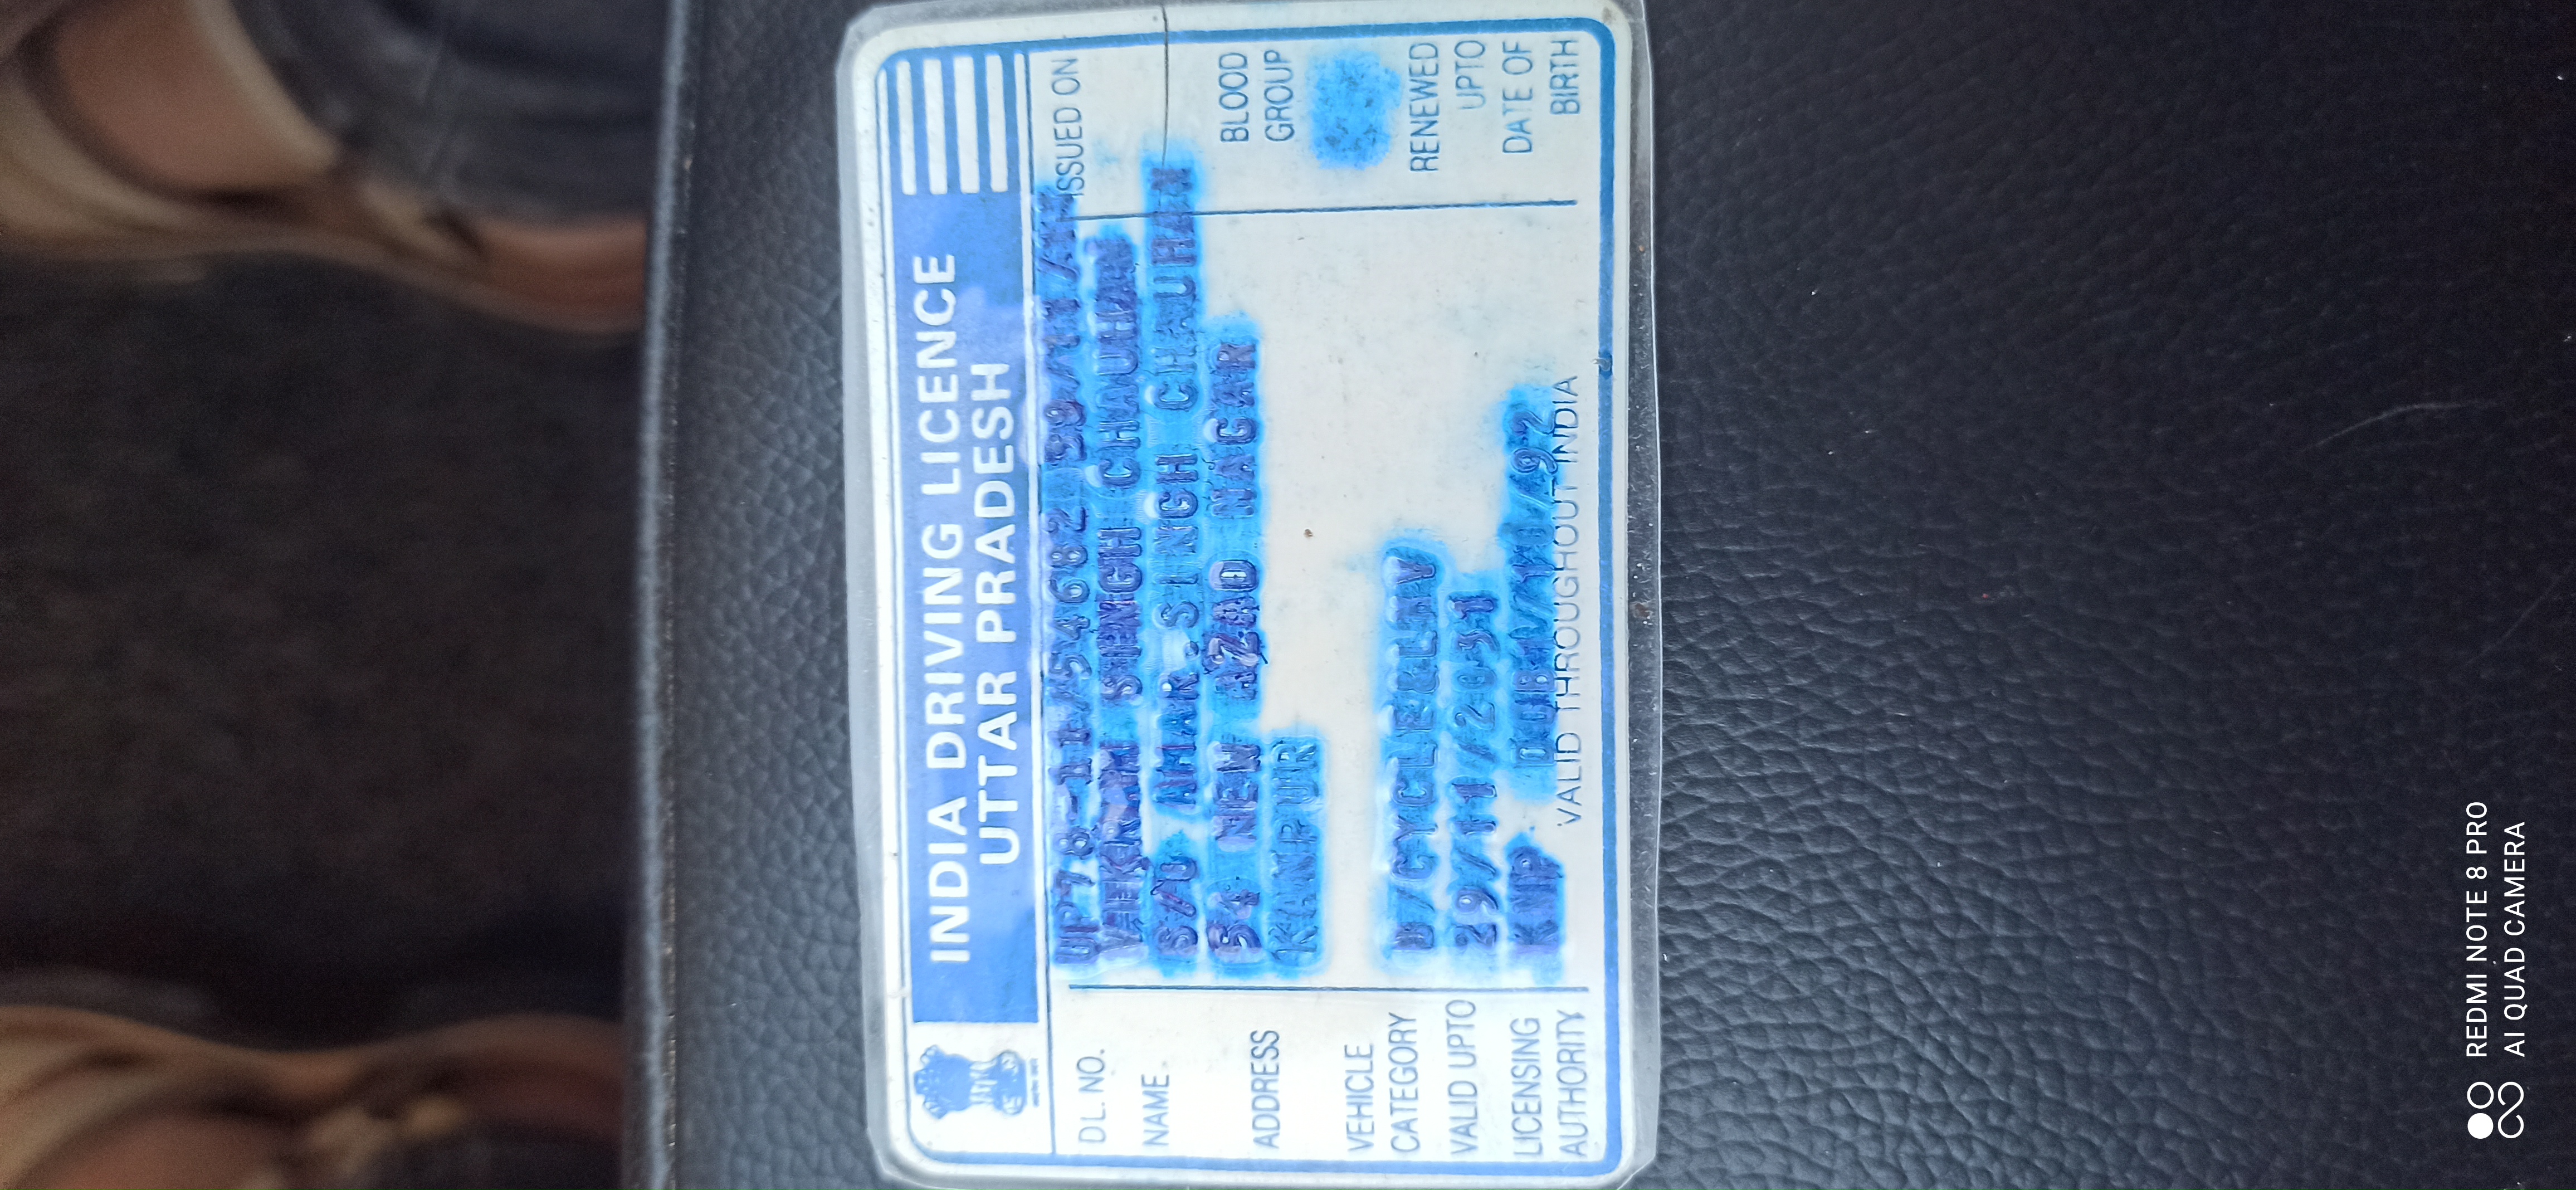 INDIA DRIVING LICENCE
UTTAR PRADESH
DL. NO. ISSUED ON
NAME SINGH CHAUHAN
S/O AMAR.SINGH CHAUHAN
BLOOD
GROUP
ADDRESS 54 NEW AZAD NAGAR
KANPUR
VEHICLE
CATEGORY
RENEWED
UPTO
VALID UPTO 29/11/2031
DATE OF
BIRTH
LICENSING
AUTHORITY KNP.
VALID THROUGHOUT INDIA
REDMI NOTE 8 PRO
AI QUAD CAMERA